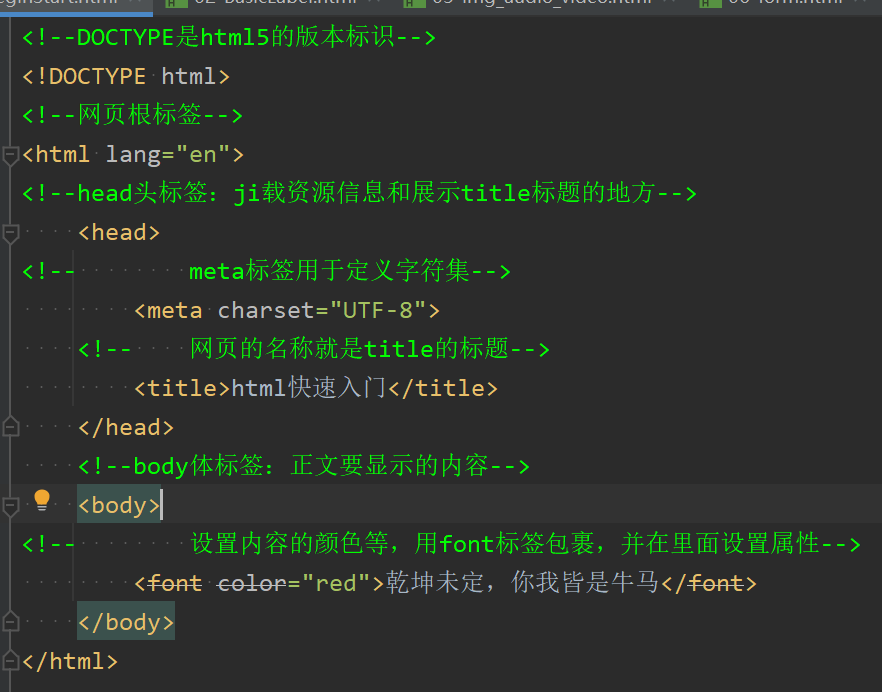 02-BasicLabel.html
<!--DOCTYPE是html5的版本标识-->
<!DOCTYPE html>
<!--网页根标签-->
<html lang="en">
<!--head头标签：ji载资源信息和展示title标题的地方-->
<head>
<!-- meta标签用于定义字符集-->
<meta charset="UTF-8">
<!-- 网页的名称就是title的标题-->
<title>html快速入门</title>
</head>
<!--body体标签：正文要显示的内容-->
<body>
<!-- 设置内容的颜色等，用font标签包裹，并在里面设置属性-->
<font color="red">乾坤未定，你我皆是牛马</font>
</body>
</html>